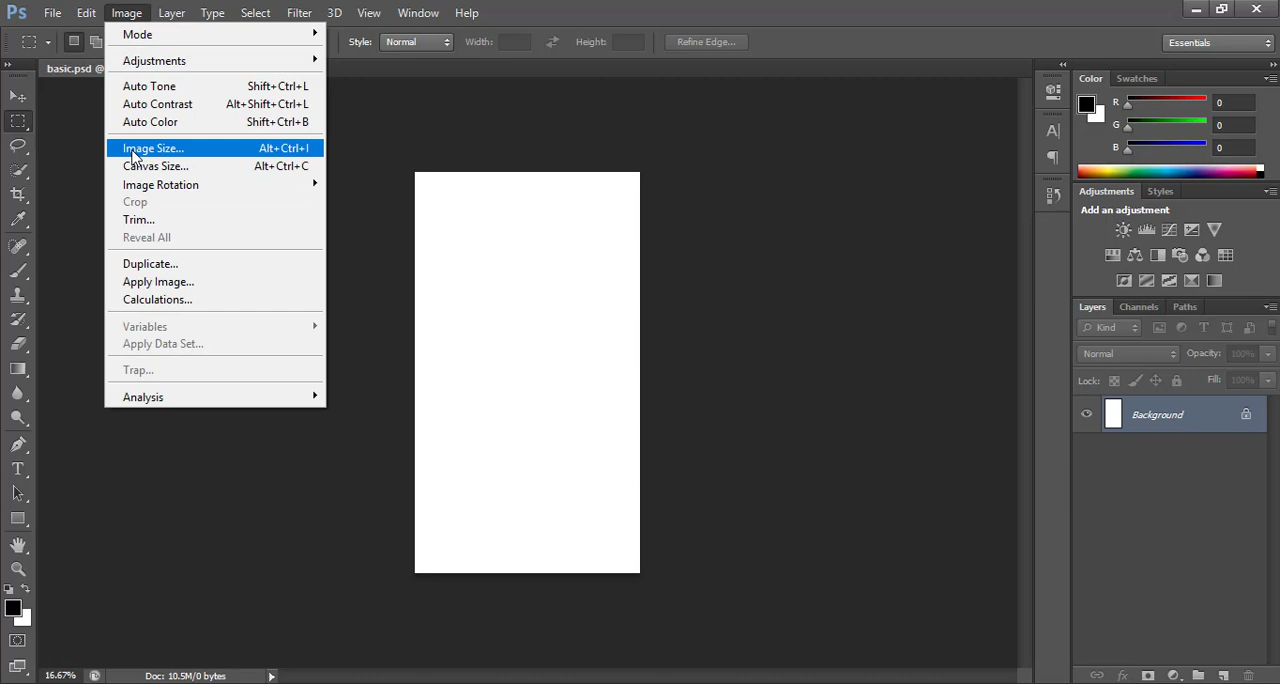 Ps File Edit Image Layer Type Select Filter 3D View Window Help
Style: Normal Width: Height: Refine Edge... Essentials
basic.psd @
Mode
Adjustments
Auto Tone Shift+Ctrl+L
Auto Contrast Alt+Shift+Ctrl+L
Auto Color Shift+Ctrl+B
Image Size... Alt+Ctrl+I
Canvas Size... Alt+Ctrl+C
Image Rotation
Crop
Trim...
Reveal All
Duplicate...
Apply Image...
Calculations...
Variables
Apply Data Set...
Trap...
Analysis
Color Swatches
R 0
G 0
B 0
Adjustments Styles
Add an adjustment
Layers Channels Paths
Kind
Normal Opacity: 100%
Lock: Fill: 100%
Background
16.67% Doc: 10.5M/0 bytes